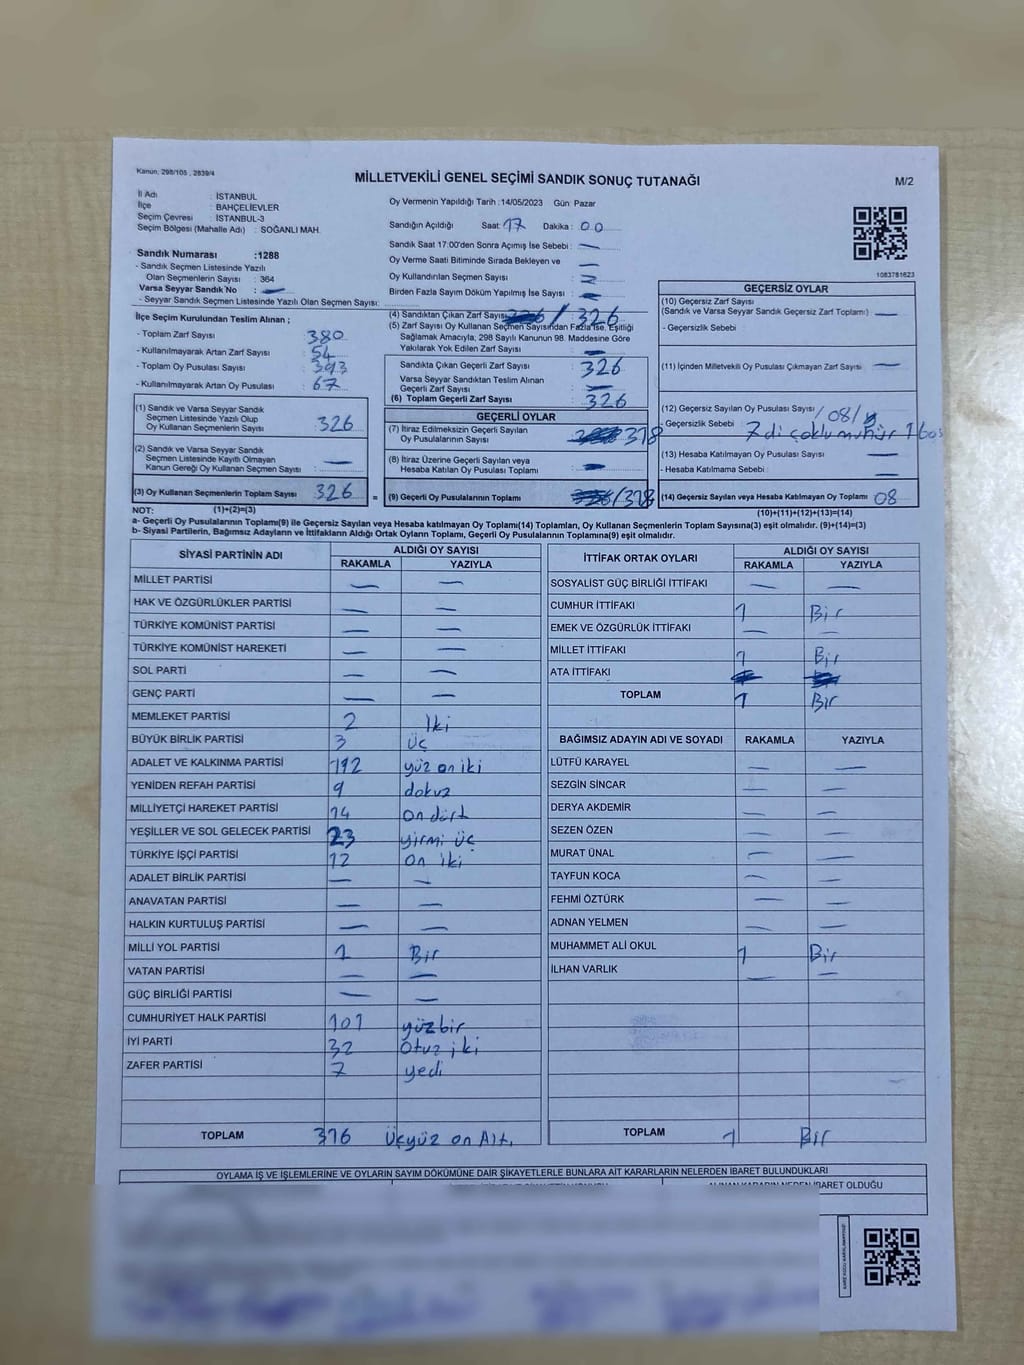 Kanun, 298/105 , 2839/4
MİLLETVEKİLİ GENEL SEÇİMİ SANDIK SONUÇ TUTANAĞI
M/2
İl Adı : İSTANBUL
İlçe : BAHÇELİEVLER
Seçim Çevresi : İSTANBUL-3
Seçim Bölgesi (Mahalle Adı) : SOĞANLI MAH.
Sandık Numarası :1288
- Sandık Seçmen Listesinde Yazılı
Olan Seçmenlerin Sayısı : 364
Varsa Seyyar Sandık No : —
- Seyyar Sandık Seçmen Listesinde Yazılı Olan Seçmen Sayısı:
Oy Vermenin Yapıldığı Tarih : 14/05/2023 Gün: Pazar
Sandığın Açıldığı Saat: 17 Dakika : 00
Sandık Saat 17:00'den Sonra Açımış İse Sebebi : —
Oy Verme Saati Bitiminde Sırada Bekleyen ve —
Oy Kullandırılan Seçmen Sayısı —
Birden Fazla Sayım Döküm Yapılmış İse Sayısı : —
1083781623
İlçe Seçim Kurulundan Teslim Alınan ;
- Toplam Zarf Sayısı : 380
- Kullanılmayarak Artan Zarf Sayısı : 54
- Toplam Oy Pusulası Sayısı : 393
- Kullanılmayarak Artan Oy Pusulası : 67
(1) Sandık ve Varsa Seyyar Sandık
Seçmen Listesinde Yazılı Olup
Oy Kullanan Seçmenlerin Sayısı : 326
(2) Sandık ve Varsa Seyyar Sandık
Seçmen Listesinde Kayıtlı Olmayan
Kanun Gereği Oy Kullanan Seçmen Sayısı : —
(3) Oy Kullanan Seçmenlerin Toplam Sayısı 326 =
(4) Sandıktan Çıkan Zarf Sayısı / 326
(5) Zarf Sayısı Oy Kullanan Seçmen Sayısından Fazla İse, Eşitliği
Sağlamak Amacıyla, 298 Sayılı Kanunun 98. Maddesine Göre
Yakılarak Yok Edilen Zarf Sayısı —
Sandıkta Çıkan Geçerli Zarf Sayısı : 326
Varsa Seyyar Sandıktan Teslim Alınan
Geçerli Zarf Sayısı : —
(6) Toplam Geçerli Zarf Sayısı : 326
GEÇERLİ OYLAR
(7) İtiraz Edilmeksizin Geçerli Sayılan
Oy Pusulalarının Sayısı 318
(8) İtiraz Üzerine Geçerli Sayılan veya
Hesaba Katılan Oy Pusulası Toplamı —
(9) Geçerli Oy Pusulalarının Toplamı /318
GEÇERSİZ OYLAR
(10) Geçersiz Zarf Sayısı
(Sandık ve Varsa Seyyar Sandık Geçersiz Zarf Toplamı) —
- Geçersizlik Sebebi
(11) İçinden Milletvekili Oy Pusulası Çıkmayan Zarf Sayısı —
(12) Geçersiz Sayılan Oy Pusulası Sayısı /08/
- Geçersizlik Sebebi : 7 di çoklu mühür 1 boş
(13) Hesaba Katılmayan Oy Pusulası Sayısı —
- Hesaba Katılmama Sebebi : —
(14) Geçersiz Sayılan veya Hesaba Katılmayan Oy Toplamı 08
(10)+(11)+(12)+(13)=(14)
NOT: (1)+(2)=(3)
a- Geçerli Oy Pusulalarının Toplamı(9) ile Geçersiz Sayılan veya Hesaba katılmayan Oy Toplamı(14) Toplamları, Oy Kullanan Seçmenlerin Toplam Sayısına(3) eşit olmalıdır. (9)+(14)=(3)
b- Siyasi Partilerin, Bağımsız Adayların ve İttifakların Aldığı Ortak Oyların Toplamı, Geçerli Oy Pusulalarının Toplamına(9) eşit olmalıdır.
SİYASİ PARTİNİN ADI ALDIĞI OY SAYISI
RAKAMLA YAZIYLA
MİLLET PARTİSİ — —
HAK VE ÖZGÜRLÜKLER PARTİSİ — —
TÜRKİYE KOMÜNİST PARTİSİ — —
TÜRKİYE KOMÜNİST HAREKETİ — —
SOL PARTİ — —
GENÇ PARTİ — —
MEMLEKET PARTİSİ 2 İki
BÜYÜK BİRLİK PARTİSİ 3 üç
ADALET VE KALKINMA PARTİSİ 112 yüz on iki
YENİDEN REFAH PARTİSİ 9 dokuz
MİLLİYETÇİ HAREKET PARTİSİ 14 on dört
YEŞİLLER VE SOL GELECEK PARTİSİ 23 yirmi üç
TÜRKİYE İŞÇİ PARTİSİ 12 on iki
ADALET BİRLİK PARTİSİ — —
ANAVATAN PARTİSİ — —
HALKIN KURTULUŞ PARTİSİ — —
MİLLİ YOL PARTİSİ 1 Bir
VATAN PARTİSİ — —
GÜÇ BİRLİĞİ PARTİSİ — —
CUMHURİYET HALK PARTİSİ 101 yüzbir
İYİ PARTİ 32 Otuz iki
ZAFER PARTİSİ 7 yedi
TOPLAM 316 Üçyüz on Altı
İTTİFAK ORTAK OYLARI ALDIĞI OY SAYISI
RAKAMLA YAZIYLA
SOSYALİST GÜÇ BİRLİĞİ İTTİFAKI — —
CUMHUR İTTİFAKI 1 Bir
EMEK VE ÖZGÜRLÜK İTTİFAKI — —
MİLLET İTTİFAKI 1 Bir
ATA İTTİFAKI
TOPLAM 1 Bir
BAĞIMSIZ ADAYIN ADI VE SOYADI RAKAMLA YAZIYLA
LÜTFÜ KARAYEL — —
SEZGİN SİNCAR — —
DERYA AKDEMİR — —
SEZEN ÖZEN — —
MURAT ÜNAL — —
TAYFUN KOCA — —
FEHMİ ÖZTÜRK — —
ADNAN YELMEN — —
MUHAMMET ALİ OKUL 1 Bir
İLHAN VARLIK — —
TOPLAM 1 Bir
OYLAMA İŞ VE İŞLEMLERİNE VE OYLARIN SAYIM DÖKÜMÜNE DAİR ŞİKAYETLERLE BUNLARA AİT KARARLARIN NELERDEN İBARET BULUNDUKLARI
ALINAN KARARIN NEDEN İBARET OLDUĞU